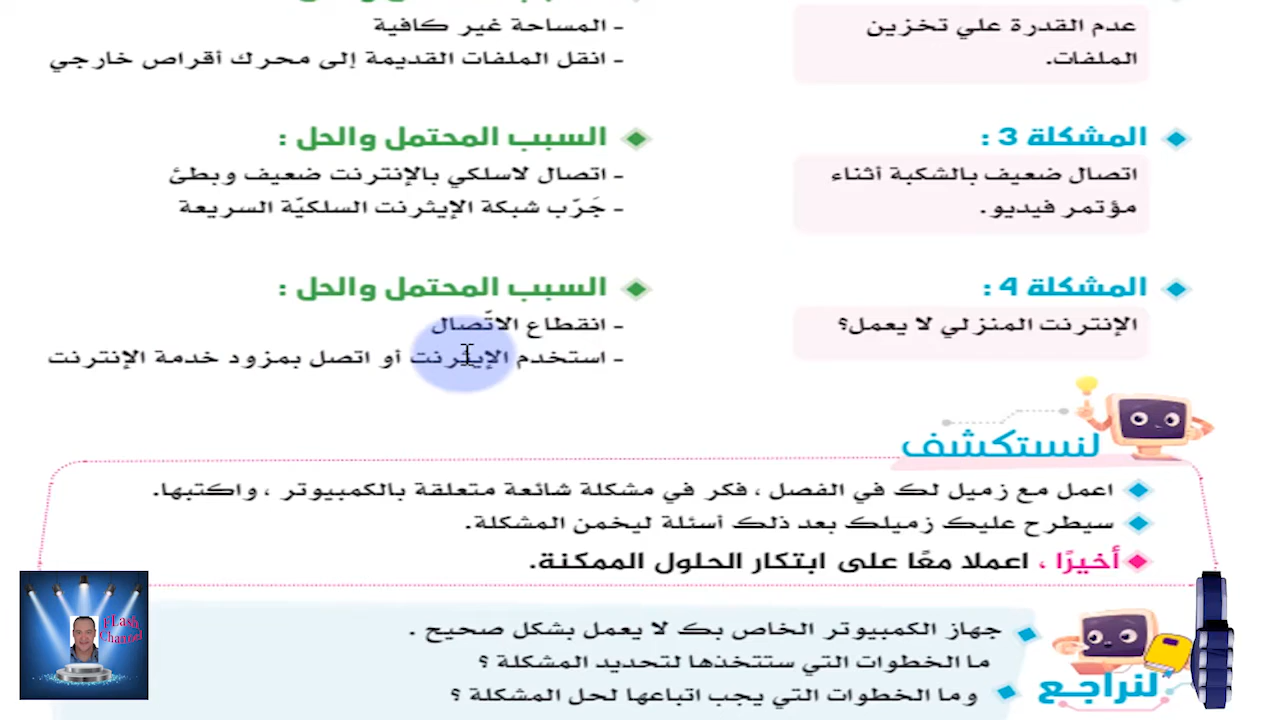 عدم القدرة علي تخزين
الملفات.
- المساحة غير كافية
- انقل الملفات القديمة إلى محرك أقراص خارجي
المشكلة 3 :
اتصال ضعيف بالشكبة أثناء
مؤتمر فيديو.
السبب المحتمل والحل :
- اتصال لاسلكي بالإنترنت ضعيف وبطئ
- جَرّب شبكة الإيثرنت السلكيّة السريعة
المشكلة 4 :
الإنترنت المنزلي لا يعمل؟
السبب المحتمل والحل :
- انقطاع الاتّصال
- استخدم الإيثرنت أو اتصل بمزود خدمة الإنترنت
لنستكشف
اعمل مع زميل لك في الفصل ، فكر في مشكلة شائعة متعلقة بالكمبيوتر ، واكتبها.
سيطرح عليك زميلك بعد ذلك أسئلة ليخمن المشكلة.
أخيرًا ، اعملا معًا على ابتكار الحلول الممكنة.
لنراجع
جهاز الكمبيوتر الخاص بك لا يعمل بشكل صحيح .
ما الخطوات التي ستتخذها لتحديد المشكلة ؟
وما الخطوات التي يجب اتباعها لحل المشكلة ؟
FLash
Channel